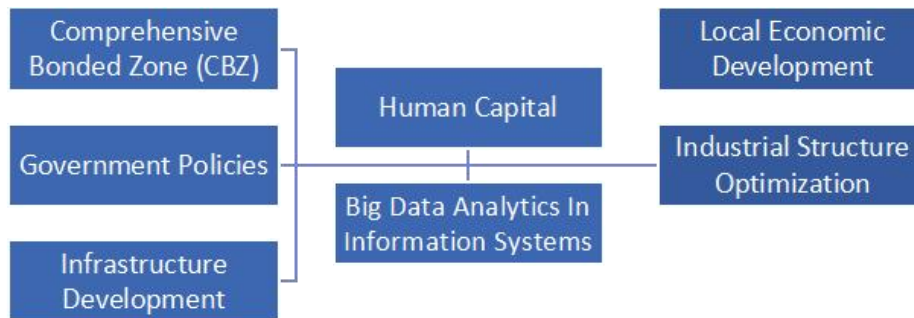 Comprehensive
Bonded Zone (CBZ)
Government Policies
Infrastructure
Development
Human Capital
Big Data Analytics In
Information Systems
Local Economic
Development
Industrial Structure
Optimization